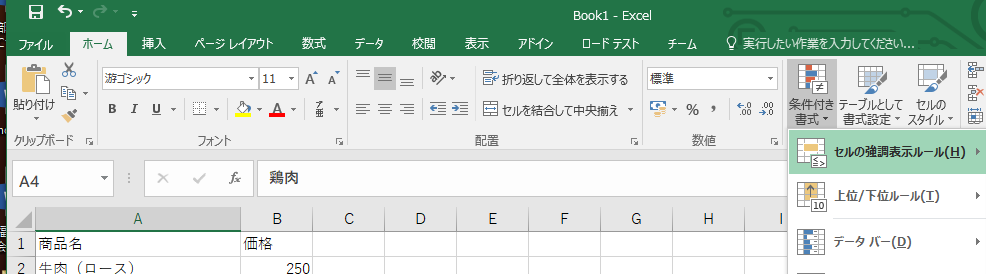 Book1 - Excel
ファイル ホーム 挿入 ページ レイアウト 数式 データ 校閲 表示 アドイン ロード テスト チーム 実行したい作業を入力してください...
貼り付け
クリップボード
游ゴシック 11 A A
B I U A ア亜
フォント
折り返して全体を表示する
セルを結合して中央揃え
配置
標準
% , .0 .00 .00 .0
数値
条件付き書式
テーブルとして書式設定
セルのスタイル
セルの強調表示ルール(H)
上位/下位ルール(T)
10
データ バー(D)
A4 fx 鶏肉
A B C D E F G H I
1 商品名 価格
2 牛肉（ロース） 250